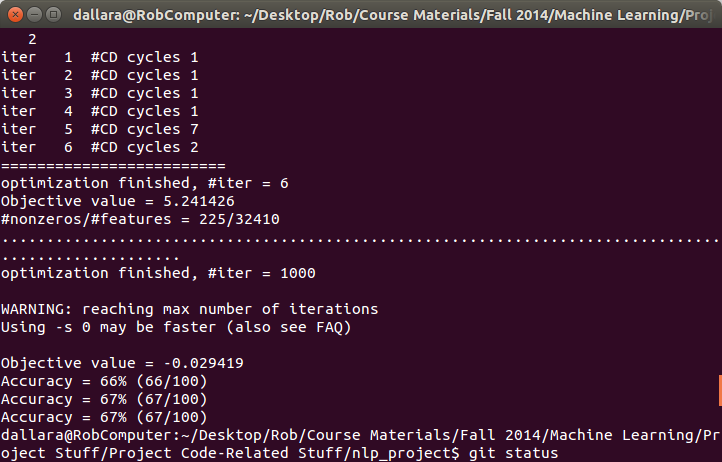 dallara@RobComputer: ~/Desktop/Rob/Course Materials/Fall 2014/Machine Learning/Proj
   2
iter   1  #CD cycles 1
iter   2  #CD cycles 1
iter   3  #CD cycles 1
iter   4  #CD cycles 1
iter   5  #CD cycles 7
iter   6  #CD cycles 2
=========================
optimization finished, #iter = 6
Objective value = 5.241426
#nonzeros/#features = 225/32410
................................................................................
....................
optimization finished, #iter = 1000
WARNING: reaching max number of iterations
Using -s 0 may be faster (also see FAQ)
Objective value = -0.029419
Accuracy = 66% (66/100)
Accuracy = 67% (67/100)
Accuracy = 67% (67/100)
dallara@RobComputer:~/Desktop/Rob/Course Materials/Fall 2014/Machine Learning/Pr
oject Stuff/Project Code-Related Stuff/nlp_project$ git status